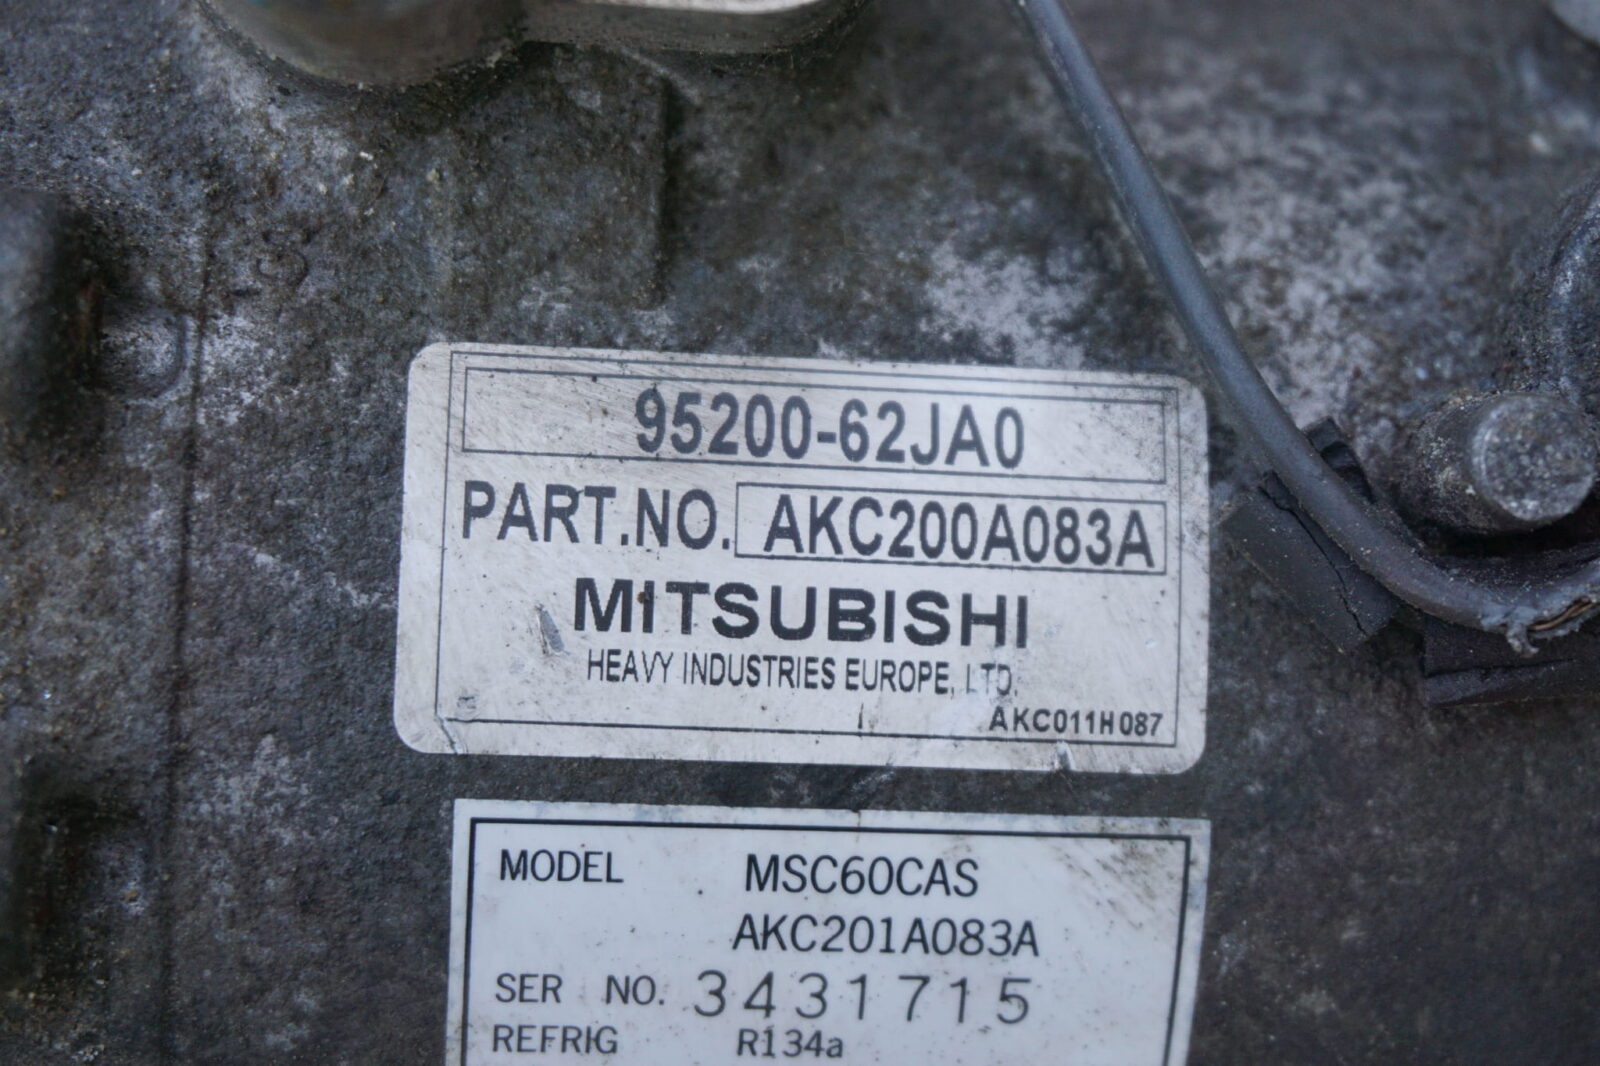 95200-62JA0
PART.NO. AKC200A083A
MITSUBISHI
HEAVY INDUSTRIES EUROPE, LTD.
AKC011H087
MODEL MSC60CAS
AKC201A083A
SER NO. 3431715
REFRIG R134a